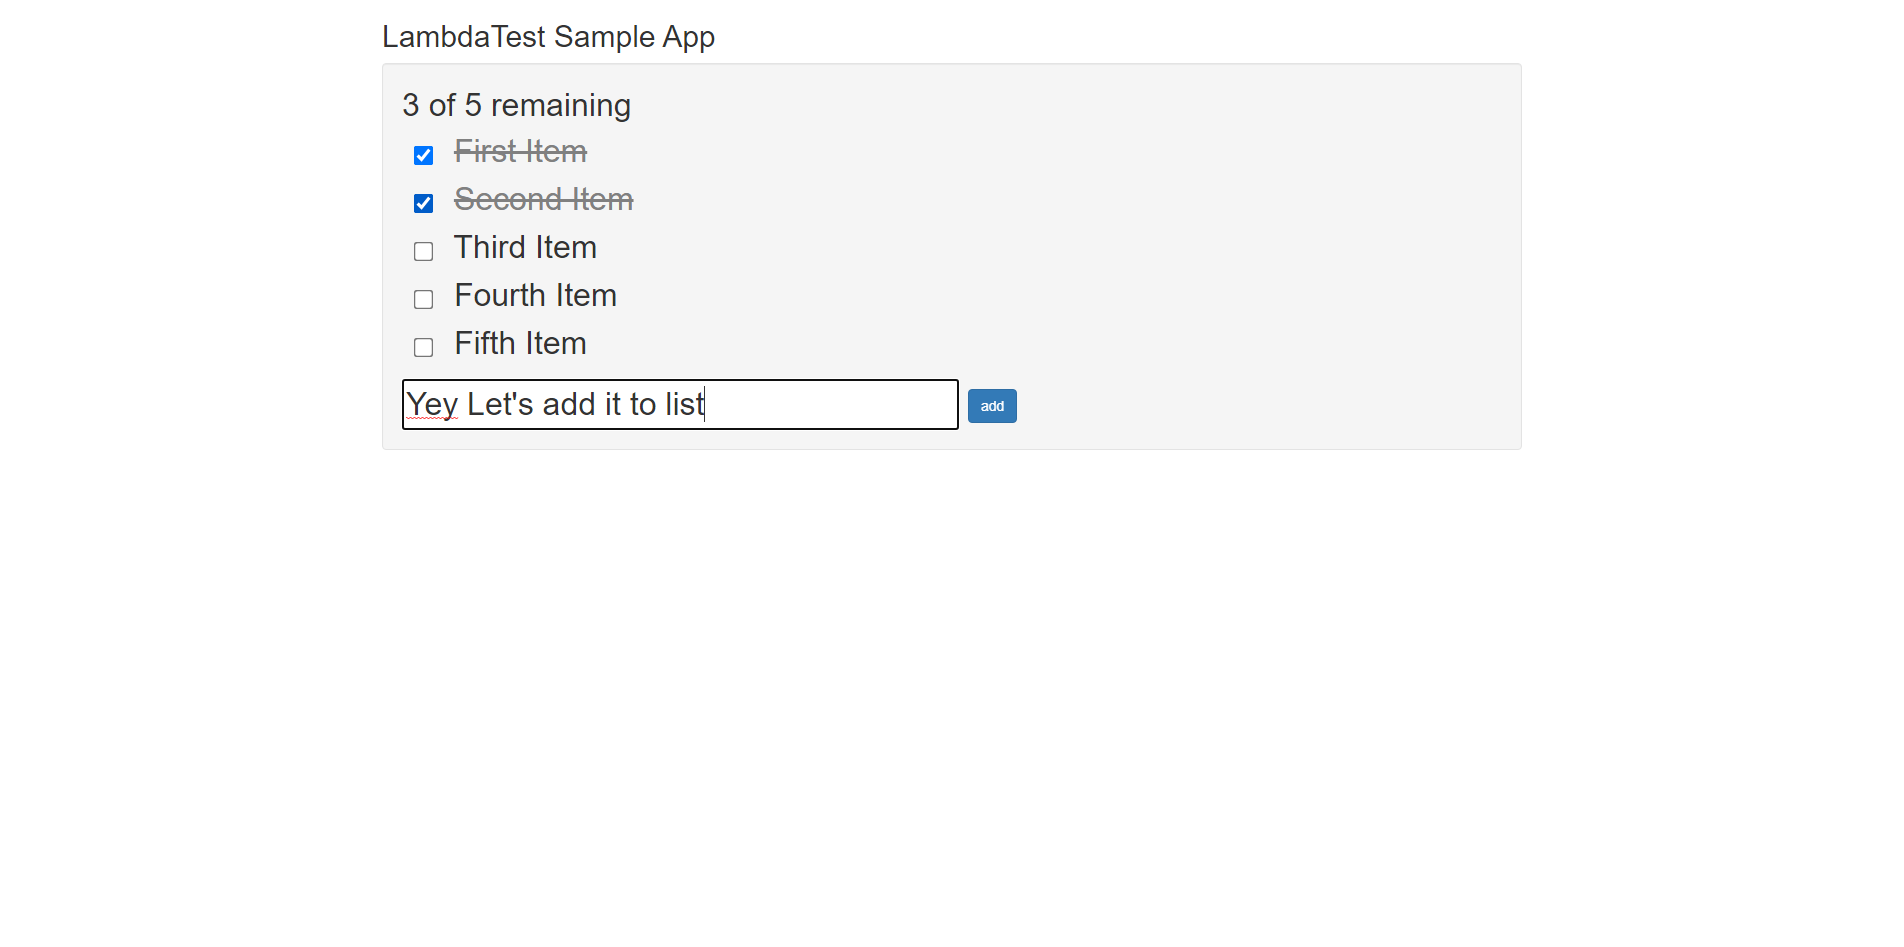 LambdaTest Sample App
3 of 5 remaining
First Item
Second Item
Third Item
Fourth Item
Fifth Item
Yey Let's add it to list
add